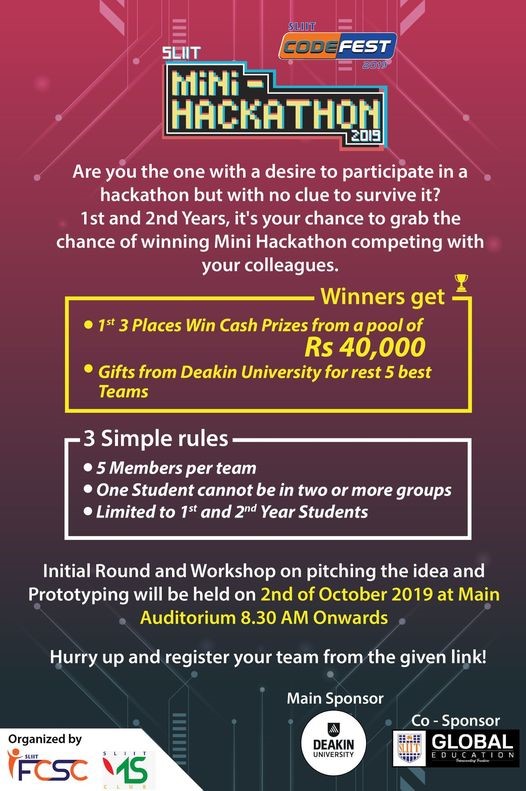 SLIIT
CODEFEST
2019
SLIIT
MiNi -
HACKATHON
2019
Are you the one with a desire to participate in a
hackathon but with no clue to survive it?
1st and 2nd Years, it's your chance to grab the
chance of winning Mini Hackathon competing with
your colleagues.
Winners get
• 1st 3 Places Win Cash Prizes from a pool of
Rs 40,000
• Gifts from Deakin University for rest 5 best
Teams
3 Simple rules
• 5 Members per team
• One Student cannot be in two or more groups
• Limited to 1st and 2nd Year Students
Initial Round and Workshop on pitching the idea and
Prototyping will be held on 2nd of October 2019 at Main
Auditorium 8.30 AM Onwards
Hurry up and register your team from the given link!
Main Sponsor
DEAKIN
UNIVERSITY
Co - Sponsor
SLIIT
GLOBAL
EDUCATION
Organized by
SLIIT
FCSC
SLIIT
MS
CLUB